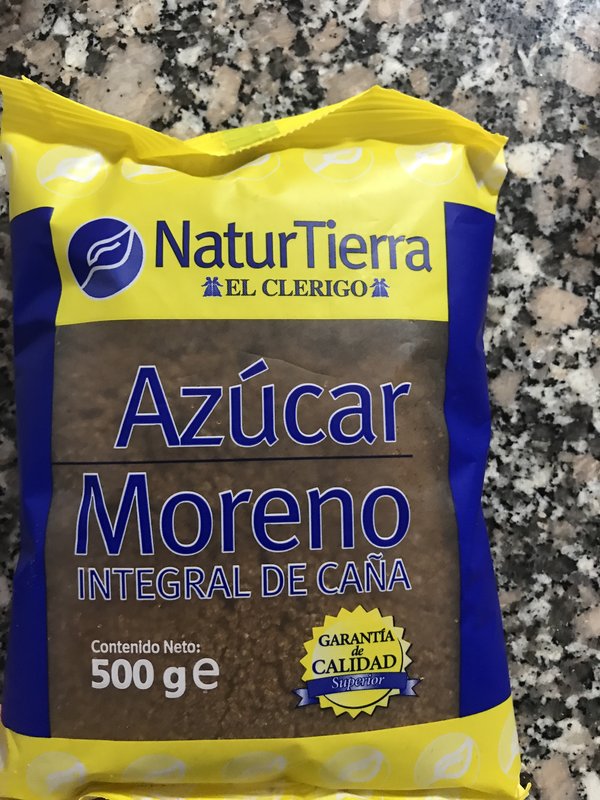 NaturTierra
EL CLERIGO
Azúcar
Moreno
INTEGRAL DE CAÑA
Contenido Neto:
500 g ℮
GARANTÍA
de
CALIDAD
Superior